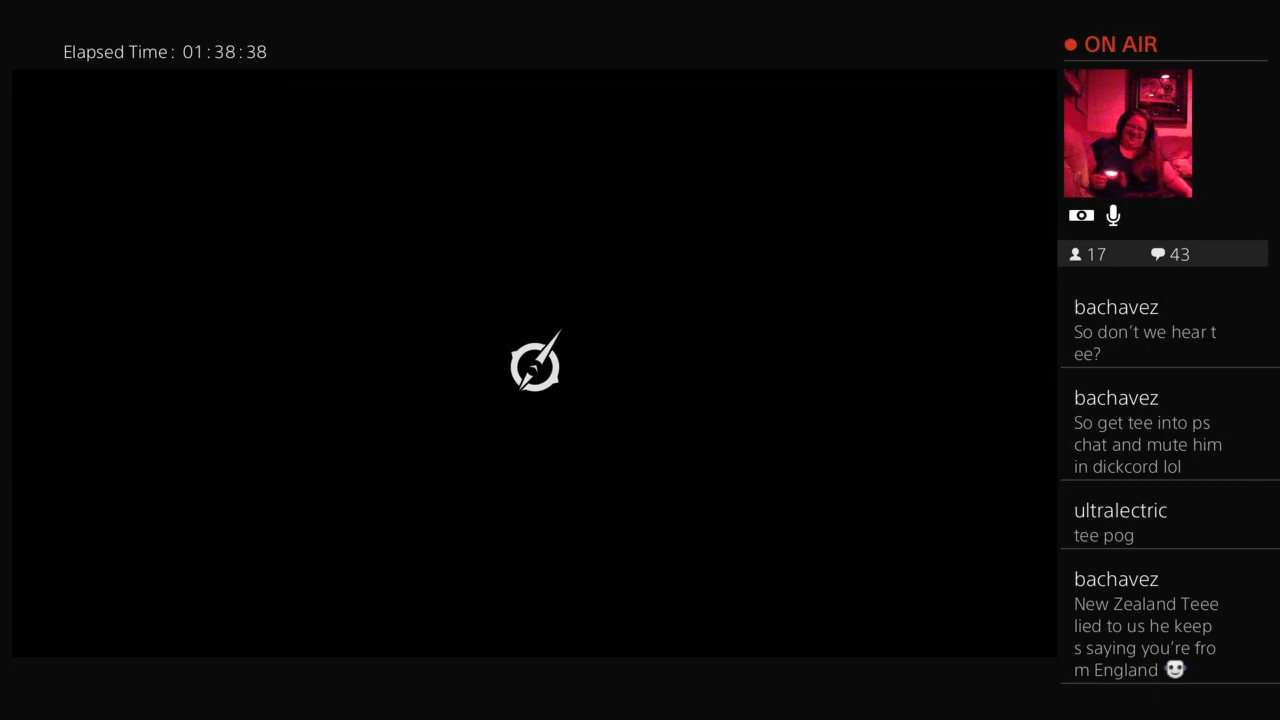 Elapsed Time: 01:38:38
ON AIR
17 43
bachavez
So don't we hear t
ee?
bachavez
So get tee into ps
chat and mute him
in dickcord lol
ultralectric
tee pog
bachavez
New Zealand Teee
lied to us he keep
s saying you're fro
m England